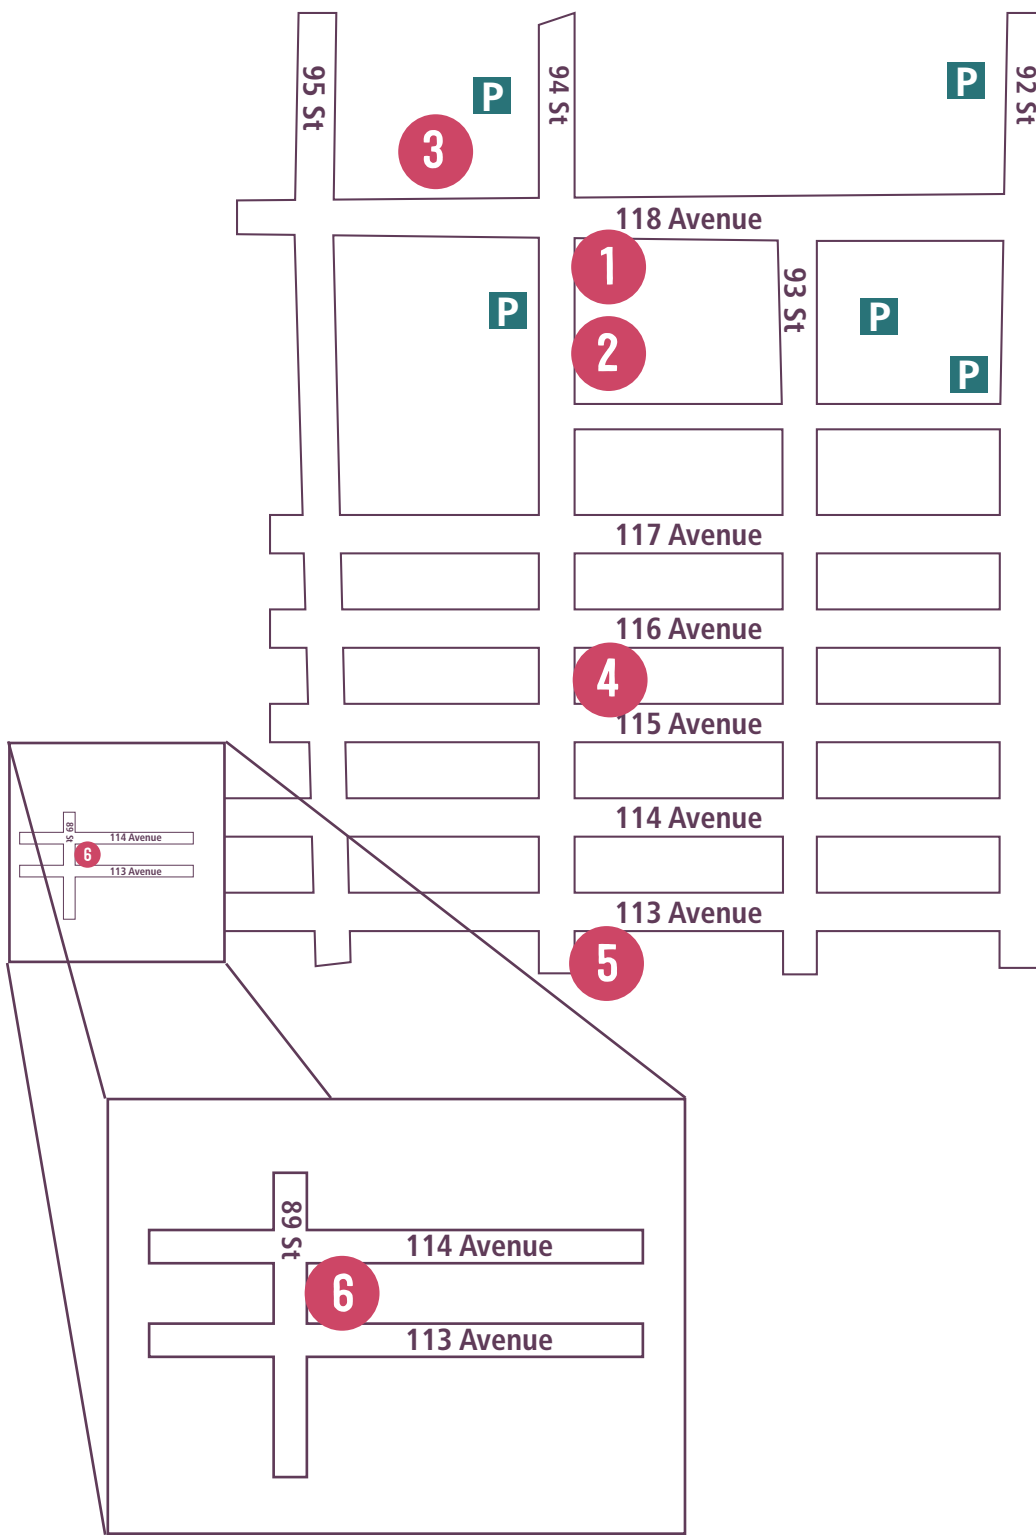 95 St
94 St
92 St
P
P
3
118 Avenue
1
93 St
P
P
2
P
117 Avenue
116 Avenue
4
115 Avenue
114 Avenue
89 St
114 Avenue
6
113 Avenue
113 Avenue
5
89 St
114 Avenue
6
113 Avenue